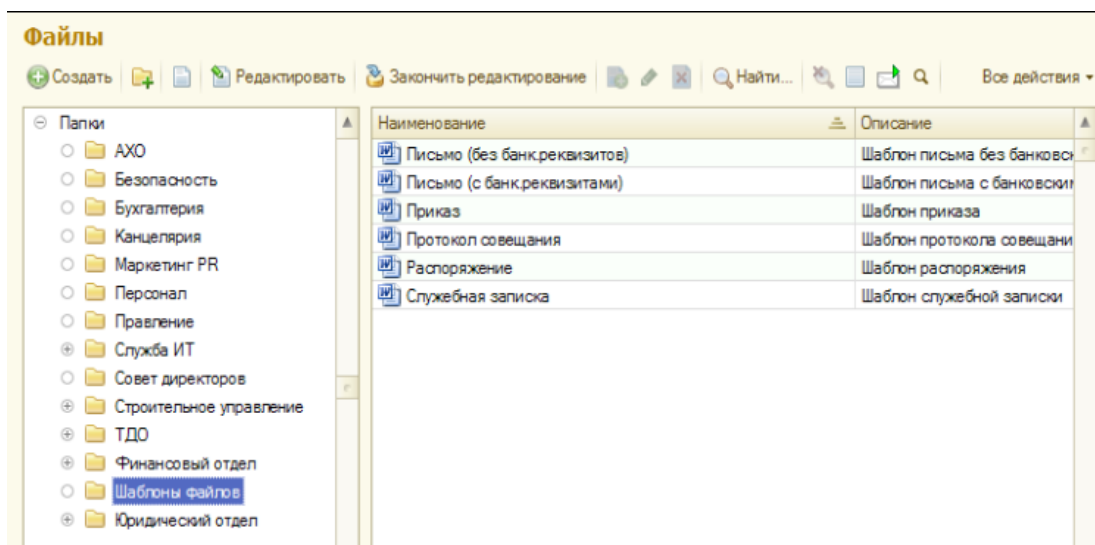 Файлы
Создать Редактировать Закончить редактирование Найти... Все действия
Папки
АХО
Безопасность
Бухгалтерия
Канцелярия
Маркетинг PR
Персонал
Правление
Служба ИТ
Совет директоров
Строительное управление
ТДО
Финансовый отдел
Шаблоны файлов
Юридический отдел
Наименование Описание
Письмо (без банк.реквизитов) Шаблон письма без банковск
Письмо (с банк.реквизитами) Шаблон письма с банковским
Приказ Шаблон приказа
Протокол совещания Шаблон протокола совещани
Распоряжение Шаблон распоряжения
Служебная записка Шаблон служебной записки